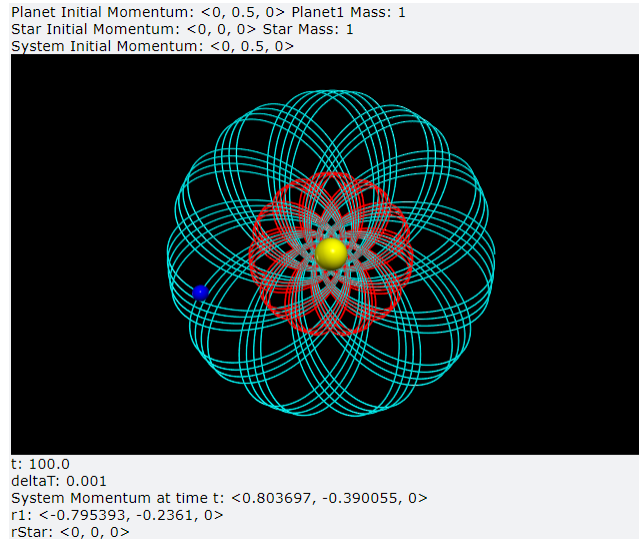 Planet Initial Momentum: <0, 0.5, 0> Planet1 Mass: 1
Star Initial Momentum: <0, 0, 0> Star Mass: 1
System Initial Momentum: <0, 0.5, 0>
t: 100.0
deltaT: 0.001
System Momentum at time t: <0.803697, -0.390055, 0>
r1: <-0.795393, -0.2361, 0>
rStar: <0, 0, 0>